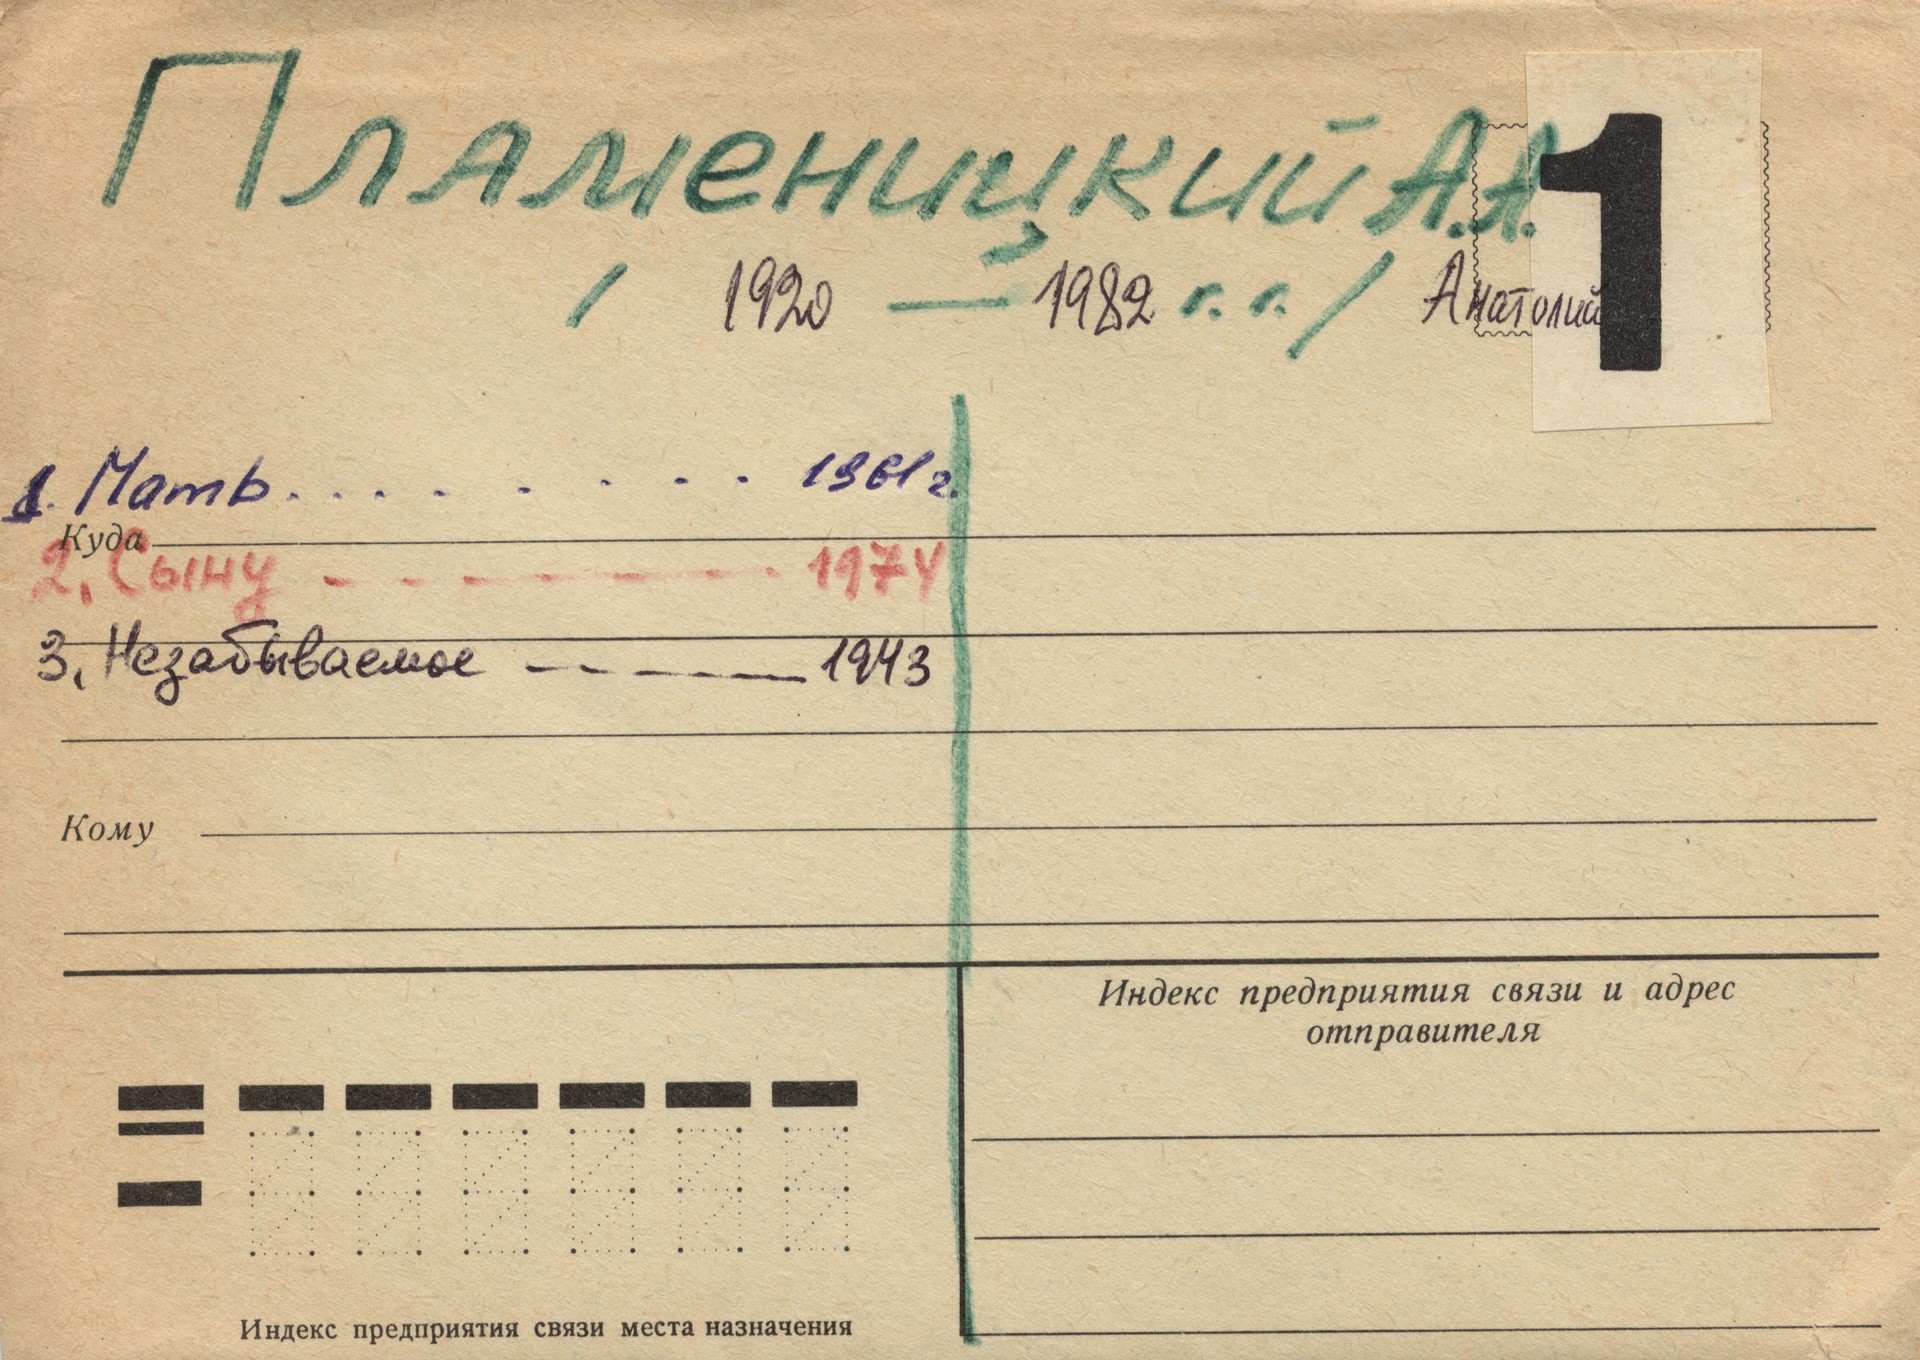 Пламеницкий А.А.
1
/ 1920 — 1982 г.г./ Анатолий
1. Мать. . . . . . . . . 1961г.
Куда
2, Сыну - - - - - - 1974
3, Незабываемое - - - - 1943
Кому
Индекс предприятия связи и адрес
отправителя
Индекс предприятия связи места назначения